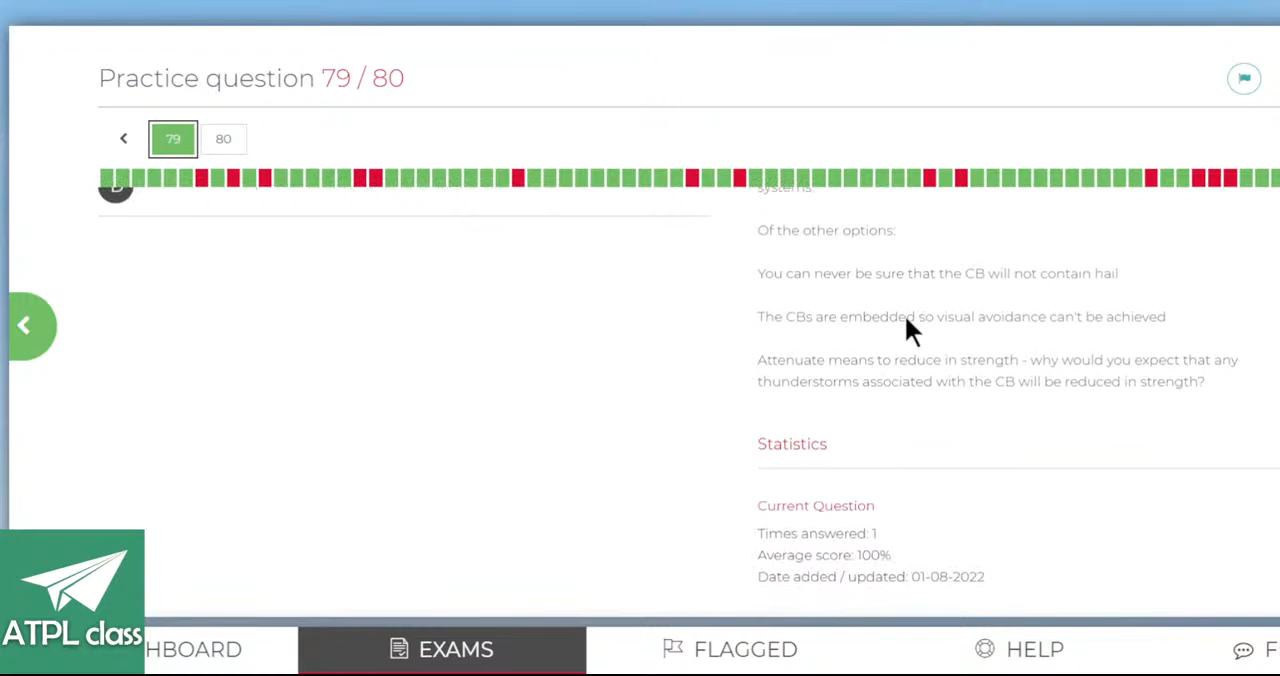 Practice question 79 / 80
79
80
systems.
Of the other options:
You can never be sure that the CB will not contain hail
The CBs are embedded so visual avoidance can't be achieved
Attenuate means to reduce in strength - why would you expect that any
thunderstorms associated with the CB will be reduced in strength?
Statistics
Current Question
Times answered: 1
Average score: 100%
Date added / updated: 01-08-2022
ATPL class
HBOARD
EXAMS
FLAGGED
HELP
F